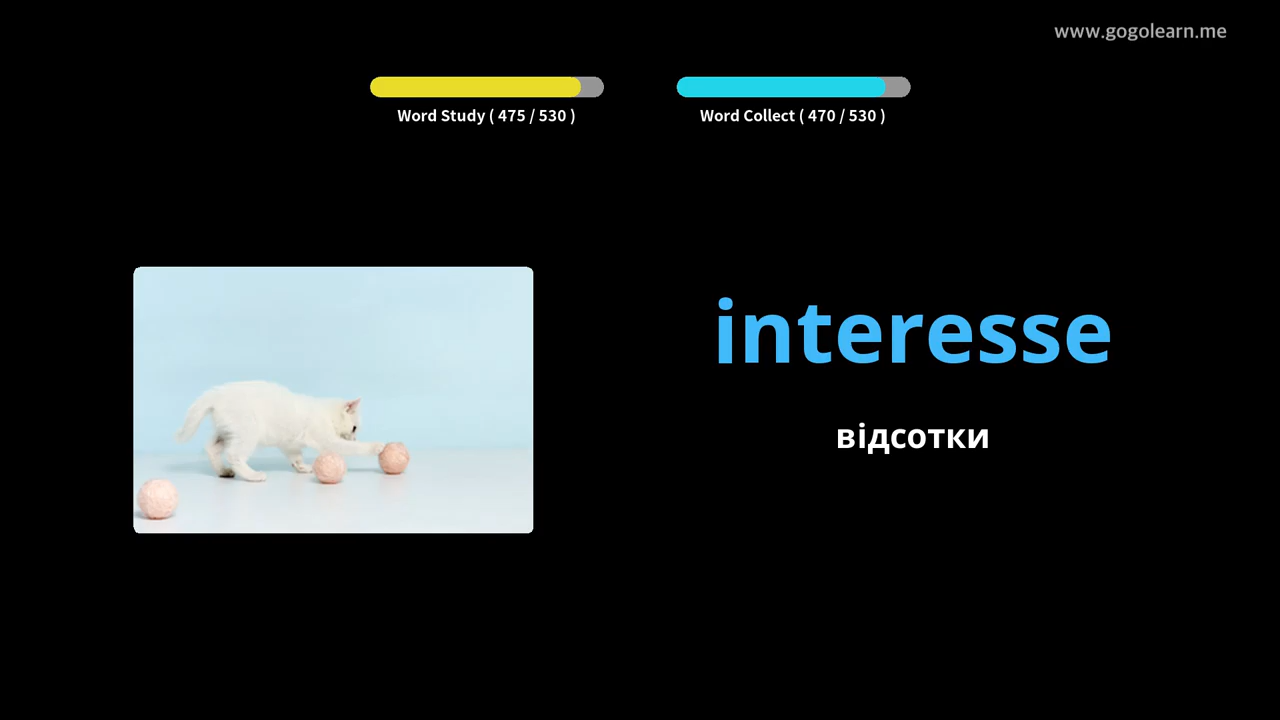 www.gogolearn.me
Word Study ( 475 / 530 )
Word Collect ( 470 / 530 )
interesse
відсотки